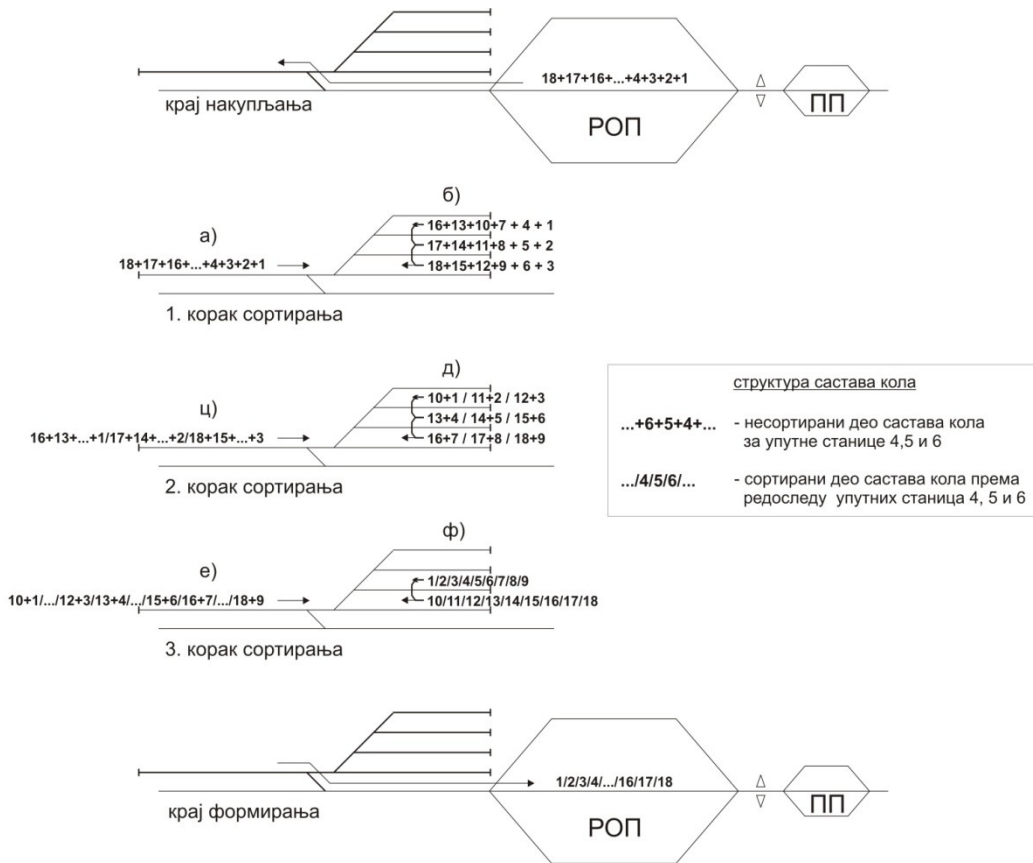 18+17+16+...+4+3+2+1
крај накупљања
РОП
ПП
б)
а)
16+13+10+7 + 4 + 1
17+14+11+8 + 5 + 2
18+17+16+...+4+3+2+1
18+15+12+9 + 6 + 3
1. корак сортирања
д)
ц)
10+1 / 11+2 / 12+3
13+4 / 14+5 / 15+6
16+13+...+1/17+14+...+2/18+15+...+3
16+7 / 17+8 / 18+9
2. корак сортирања
структура састава кола
...+6+5+4+... - несортирани део састава кола
за упутне станице 4,5 и 6
.../4/5/6/... - сортирани део састава кола према
редоследу упутних станица 4, 5 и 6
ф)
е)
1/2/3/4/5/6/7/8/9
10+1/.../12+3/13+4/.../15+6/16+7/.../18+9
10/11/12/13/14/15/16/17/18
3. корак сортирања
1/2/3/4/.../16/17/18
крај формирања
РОП
ПП